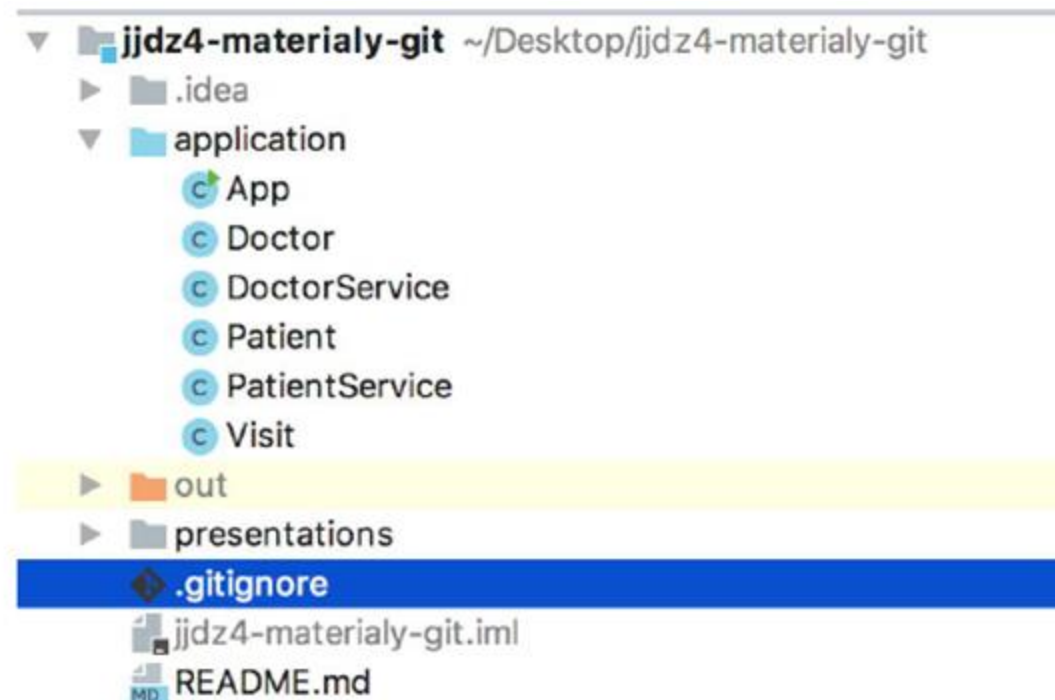 jjdz4-materialy-git ~/Desktop/jjdz4-materialy-git
.idea
application
C App
C Doctor
C DoctorService
C Patient
C PatientService
C Visit
out
presentations
.gitignore
jjdz4-materialy-git.iml
MD README.md